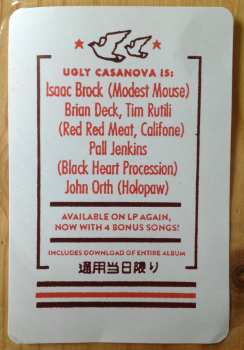 UGLY CASANOVA IS:
Isaac Brock (Modest Mouse)
Brian Deck, Tim Rutili
(Red Red Meat, Califone)
Pall Jenkins
(Black Heart Procession)
John Orth (Holopaw)
AVAILABLE ON LP AGAIN,
NOW WITH 4 BONUS SONGS!
INCLUDES DOWNLOAD OF ENTIRE ALBUM
通用当日限り